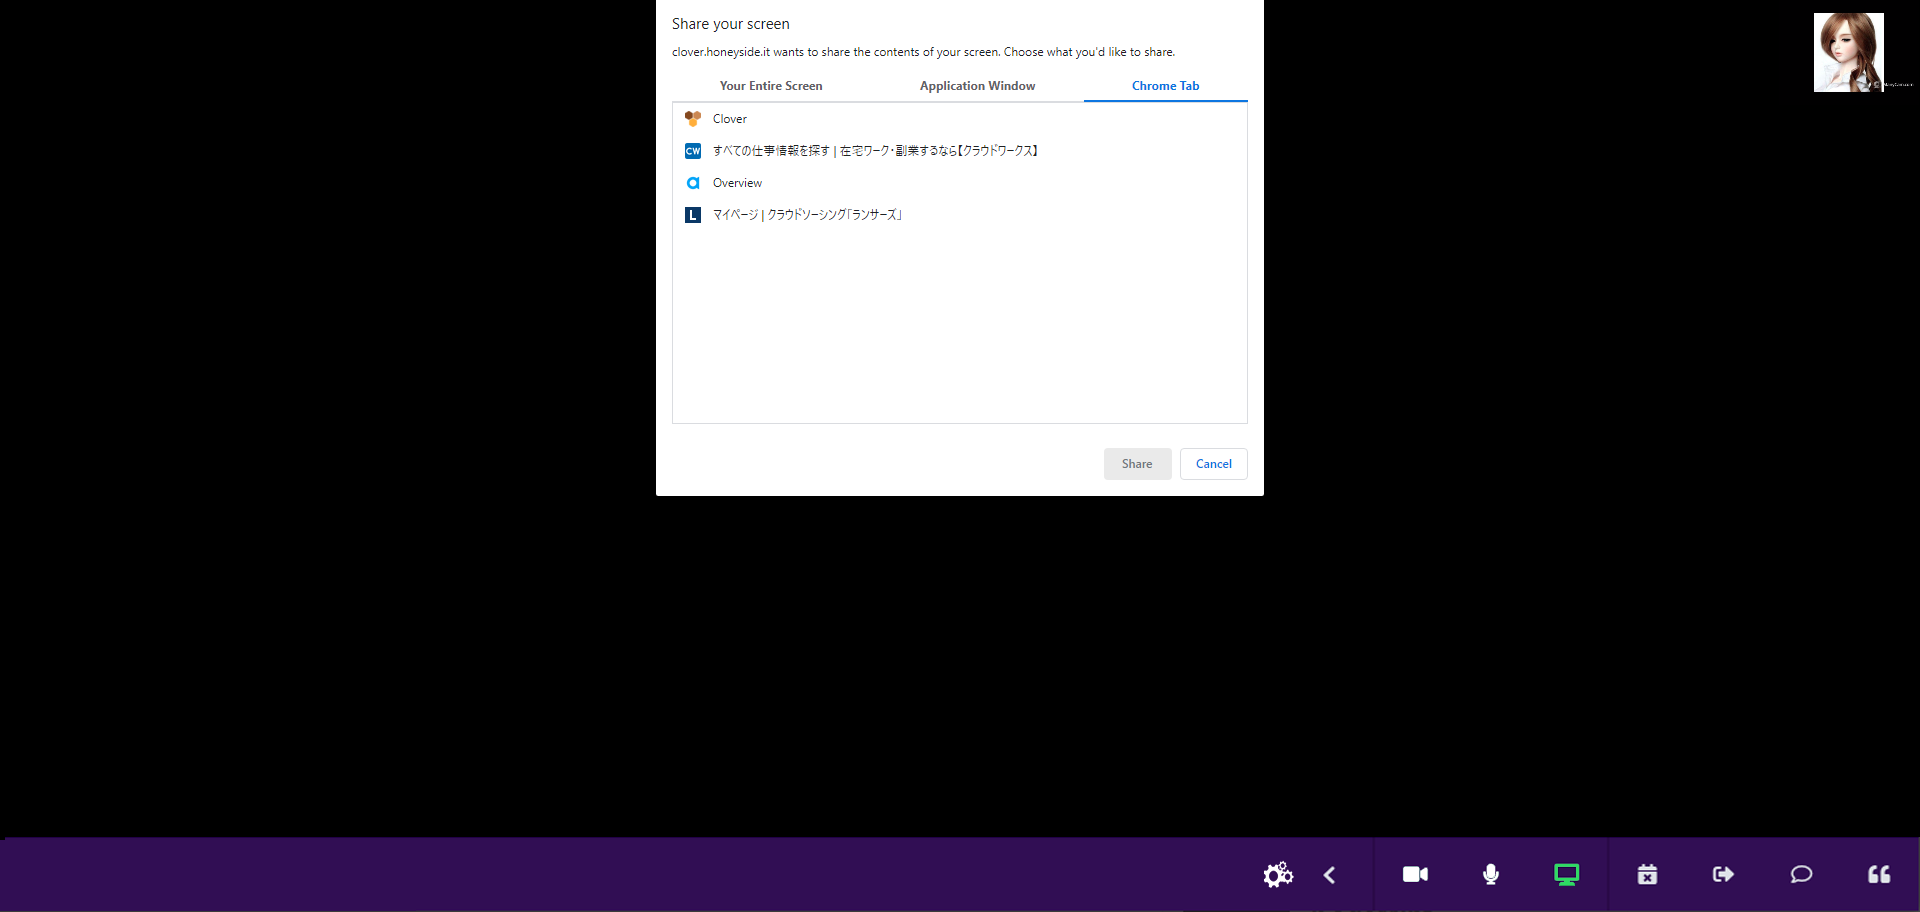 Share your screen
clover.honeyside.it wants to share the contents of your screen. Choose what you'd like to share.
Your Entire Screen
Application Window
Chrome Tab
Clover
CW すべての仕事情報を探す | 在宅ワーク・副業するなら【クラウドワークス】
Overview
L マイページ | クラウドソーシング「ランサーズ」
Share
Cancel